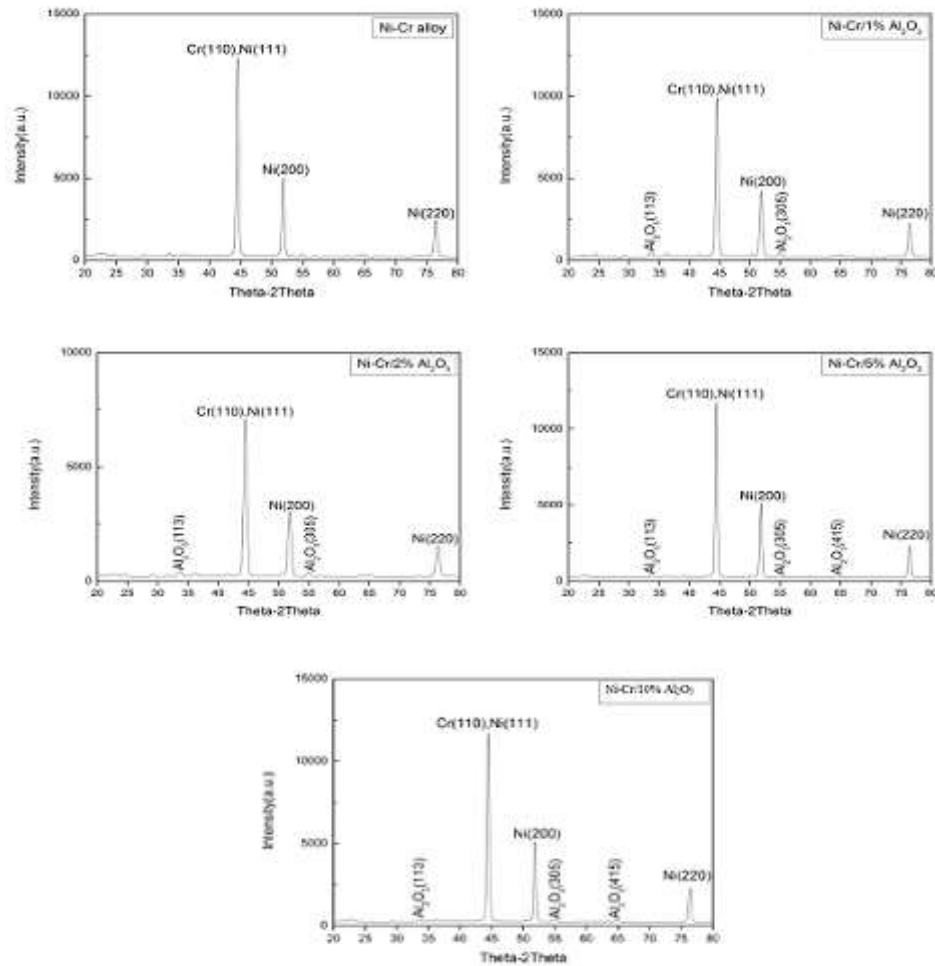 Ni-Cr alloy
15000
10000
5000
0
Intensity(a.u.)
Cr(110),Ni(111)
Ni(200)
Ni(220)
20 25 30 35 40 45 50 55 60 65 70 75 80
Theta-2Theta
Ni-Cr/1% Al₂O₃
15000
10000
5000
0
Intensity(a.u.)
Cr(110),Ni(111)
Al₂O₃(113)
Ni(200)
Al₂O₃(305)
Ni(220)
20 25 30 35 40 45 50 55 60 65 70 75 80
Theta-2Theta
Ni-Cr/2% Al₂O₃
10000
5000
0
Intensity(a.u.)
Cr(110),Ni(111)
Al₂O₃(113)
Ni(200)
Al₂O₃(305)
Ni(220)
20 25 30 35 40 45 50 55 60 65 70 75 80
Theta-2Theta
Ni-Cr/5% Al₂O₃
15000
10000
5000
0
Intensity(a.u.)
Cr(110),Ni(111)
Al₂O₃(113)
Ni(200)
Al₂O₃(305)
Al₂O₃(415)
Ni(220)
20 25 30 35 40 45 50 55 60 65 70 75 80
Theta-2Theta
Ni-Cr/10% Al₂O₃
15000
10000
5000
0
Intensity(a.u.)
Cr(110),Ni(111)
Al₂O₃(113)
Ni(200)
Al₂O₃(305)
Al₂O₃(415)
Ni(220)
20 25 30 35 40 45 50 55 60 65 70 75 80
Theta-2Theta